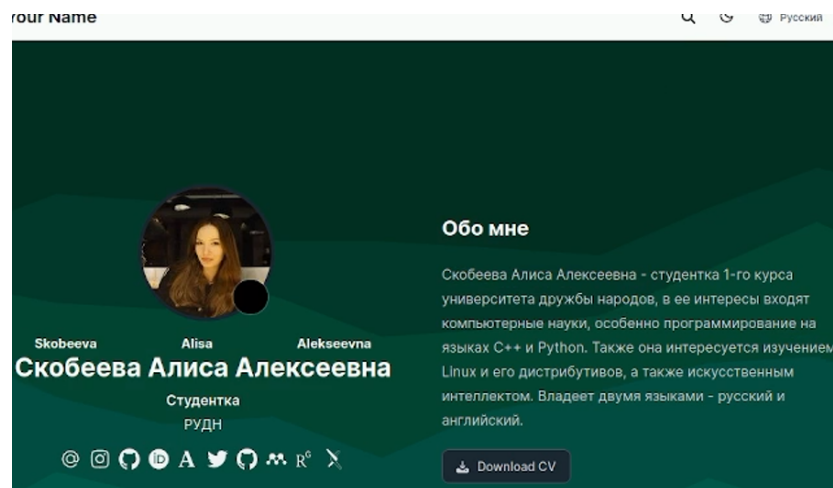 Your Name
Русский
Обо мне
Скобеева Алиса Алексеевна - студентка 1-го курса
университета дружбы народов, в ее интересы входят
компьютерные науки, особенно программирование на
языках C++ и Python. Также она интересуется изучением
Linux и его дистрибутивов, а также искусственным
интеллектом. Владеет двумя языками - русский и
английский.
Download CV
Skobeeva Alisa Alekseevna
Скобеева Алиса Алексеевна
Студентка
РУДН